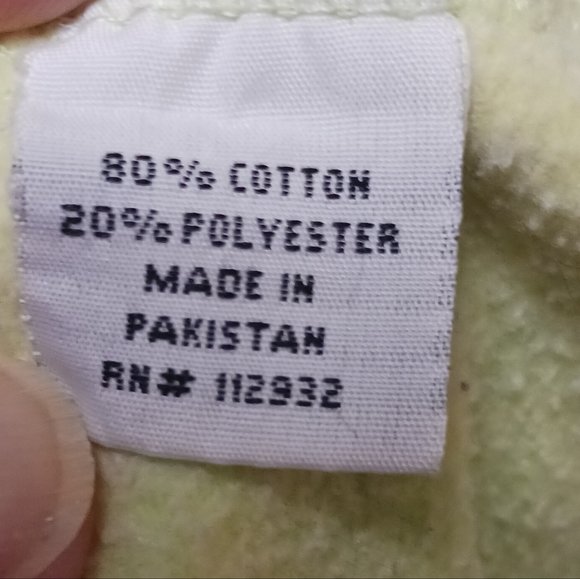 80% COTTON
20% POLYESTER
MADE IN
PAKISTAN
RN# 112932